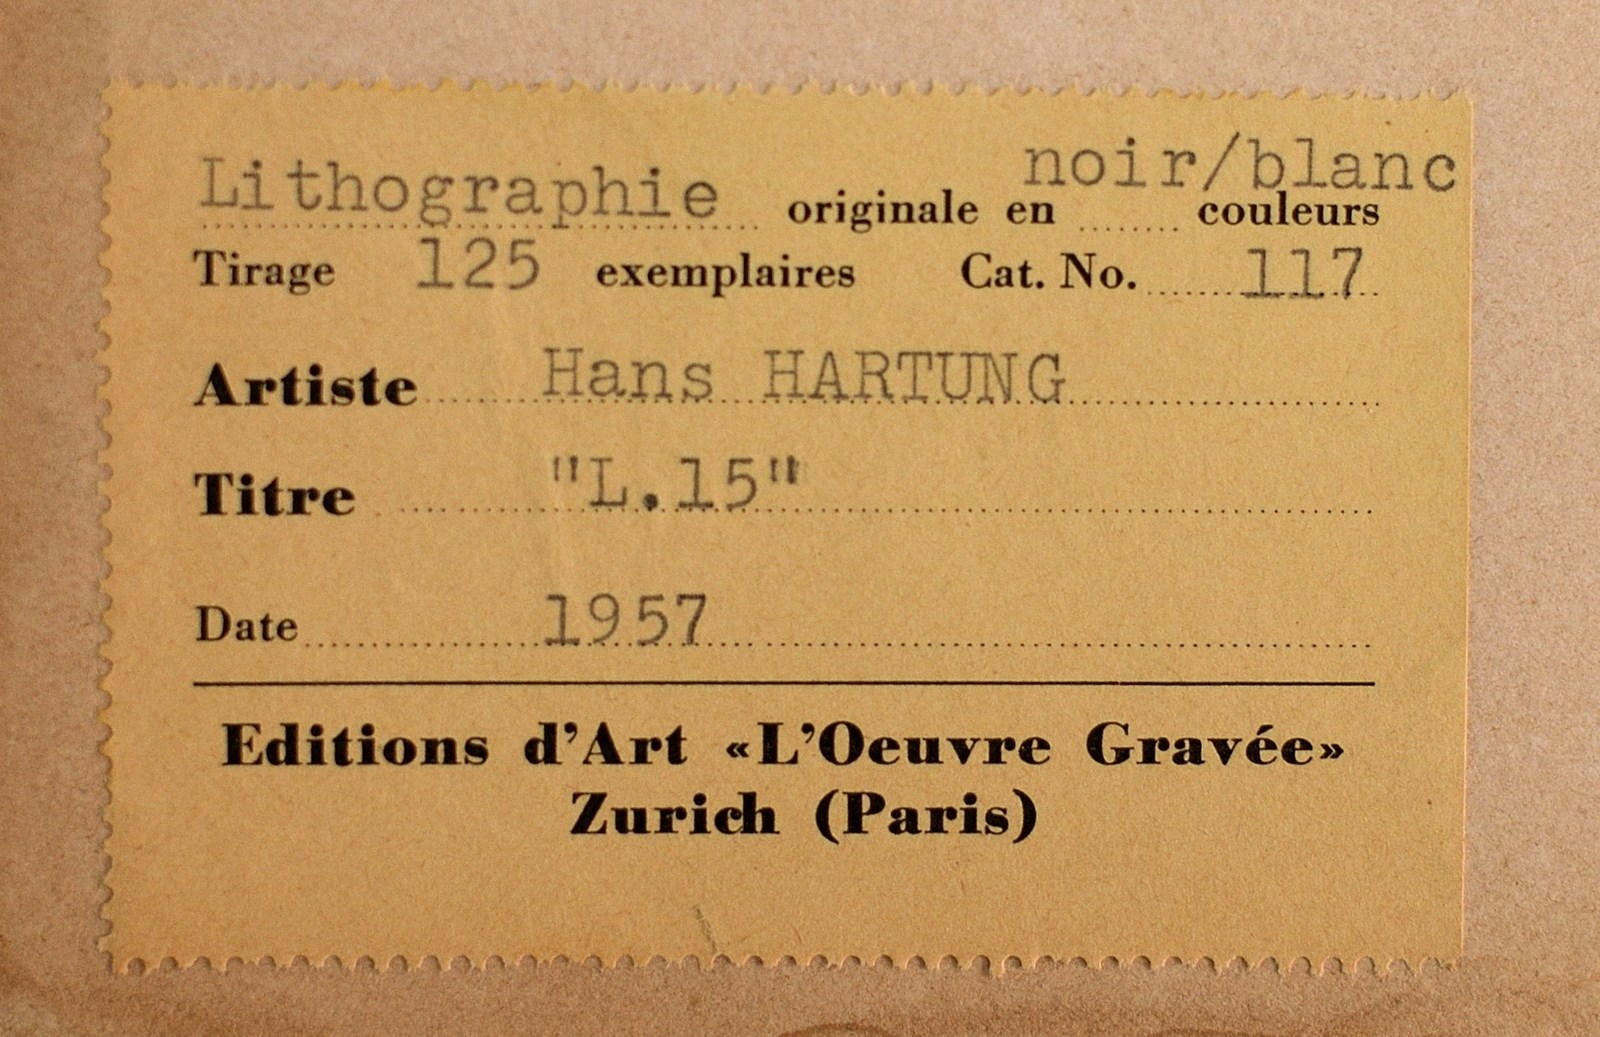 Lithographie originale en noir/blanc couleurs
Tirage 125 exemplaires Cat. No. 117
Artiste Hans HARTUNG
Titre "L.15"
Date 1957
Editions d'Art «L'Oeuvre Gravée»
Zurich (Paris)